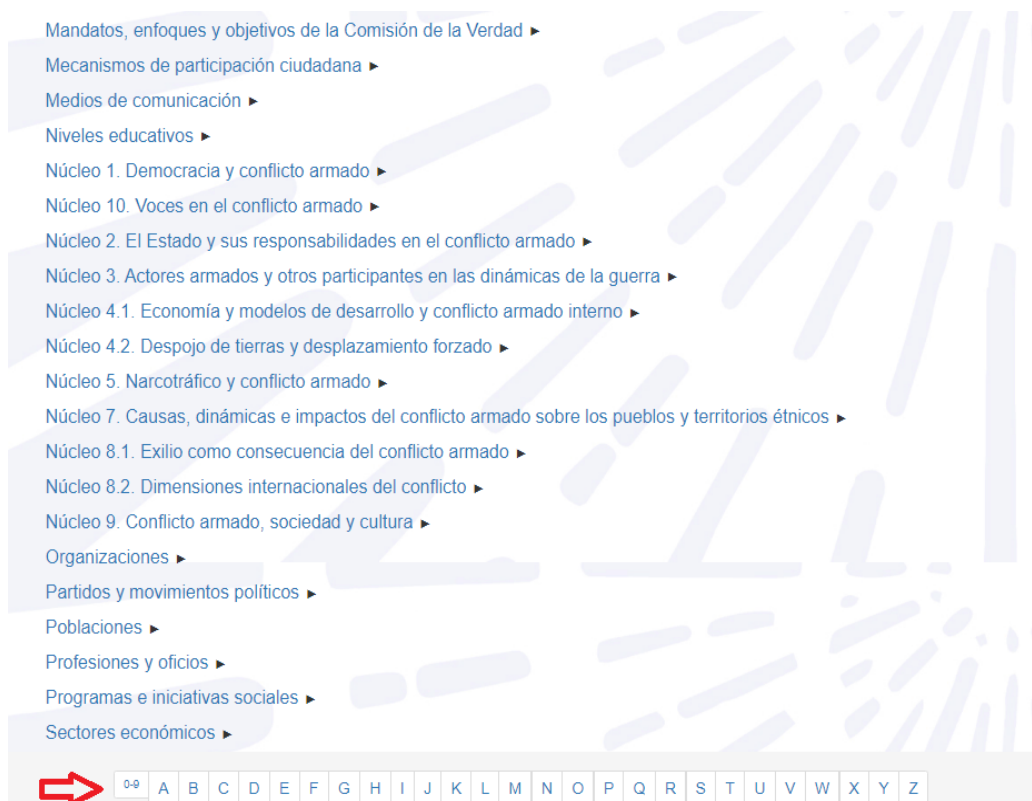 Mandatos, enfoques y objetivos de la Comisión de la Verdad ►
Mecanismos de participación ciudadana ►
Medios de comunicación ►
Niveles educativos ►
Núcleo 1. Democracia y conflicto armado ►
Núcleo 10. Voces en el conflicto armado ►
Núcleo 2. El Estado y sus responsabilidades en el conflicto armado ►
Núcleo 3. Actores armados y otros participantes en las dinámicas de la guerra ►
Núcleo 4.1. Economía y modelos de desarrollo y conflicto armado interno ►
Núcleo 4.2. Despojo de tierras y desplazamiento forzado ►
Núcleo 5. Narcotráfico y conflicto armado ►
Núcleo 7. Causas, dinámicas e impactos del conflicto armado sobre los pueblos y territorios étnicos ►
Núcleo 8.1. Exilio como consecuencia del conflicto armado ►
Núcleo 8.2. Dimensiones internacionales del conflicto ►
Núcleo 9. Conflicto armado, sociedad y cultura ►
Organizaciones ►
Partidos y movimientos políticos ►
Poblaciones ►
Profesiones y oficios ►
Programas e iniciativas sociales ►
Sectores económicos ►
0-9 A B C D E F G H I J K L M N O P Q R S T U V W X Y Z